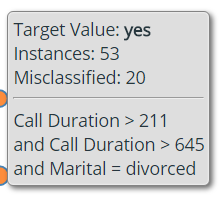 Target Value: yes
Instances: 53
Misclassified: 20
Call Duration > 211
and Call Duration > 645
and Marital = divorced